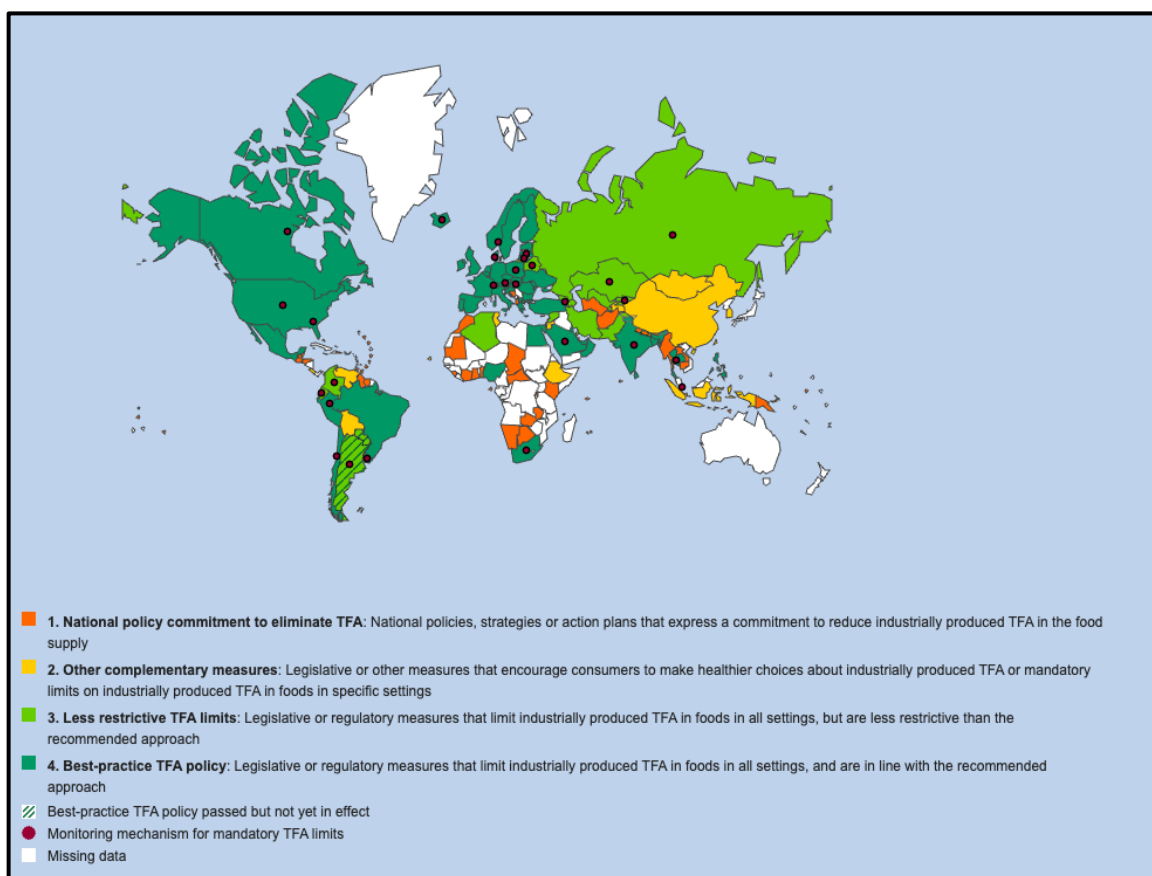 1. National policy commitment to eliminate TFA: National policies, strategies or action plans that express a commitment to reduce industrially produced TFA in the food
supply
2. Other complementary measures: Legislative or other measures that encourage consumers to make healthier choices about industrially produced TFA or mandatory
limits on industrially produced TFA in foods in specific settings
3. Less restrictive TFA limits: Legislative or regulatory measures that limit industrially produced TFA in foods in all settings, but are less restrictive than the
recommended approach
4. Best-practice TFA policy: Legislative or regulatory measures that limit industrially produced TFA in foods in all settings, and are in line with the recommended
approach
Best-practice TFA policy passed but not yet in effect
Monitoring mechanism for mandatory TFA limits
Missing data